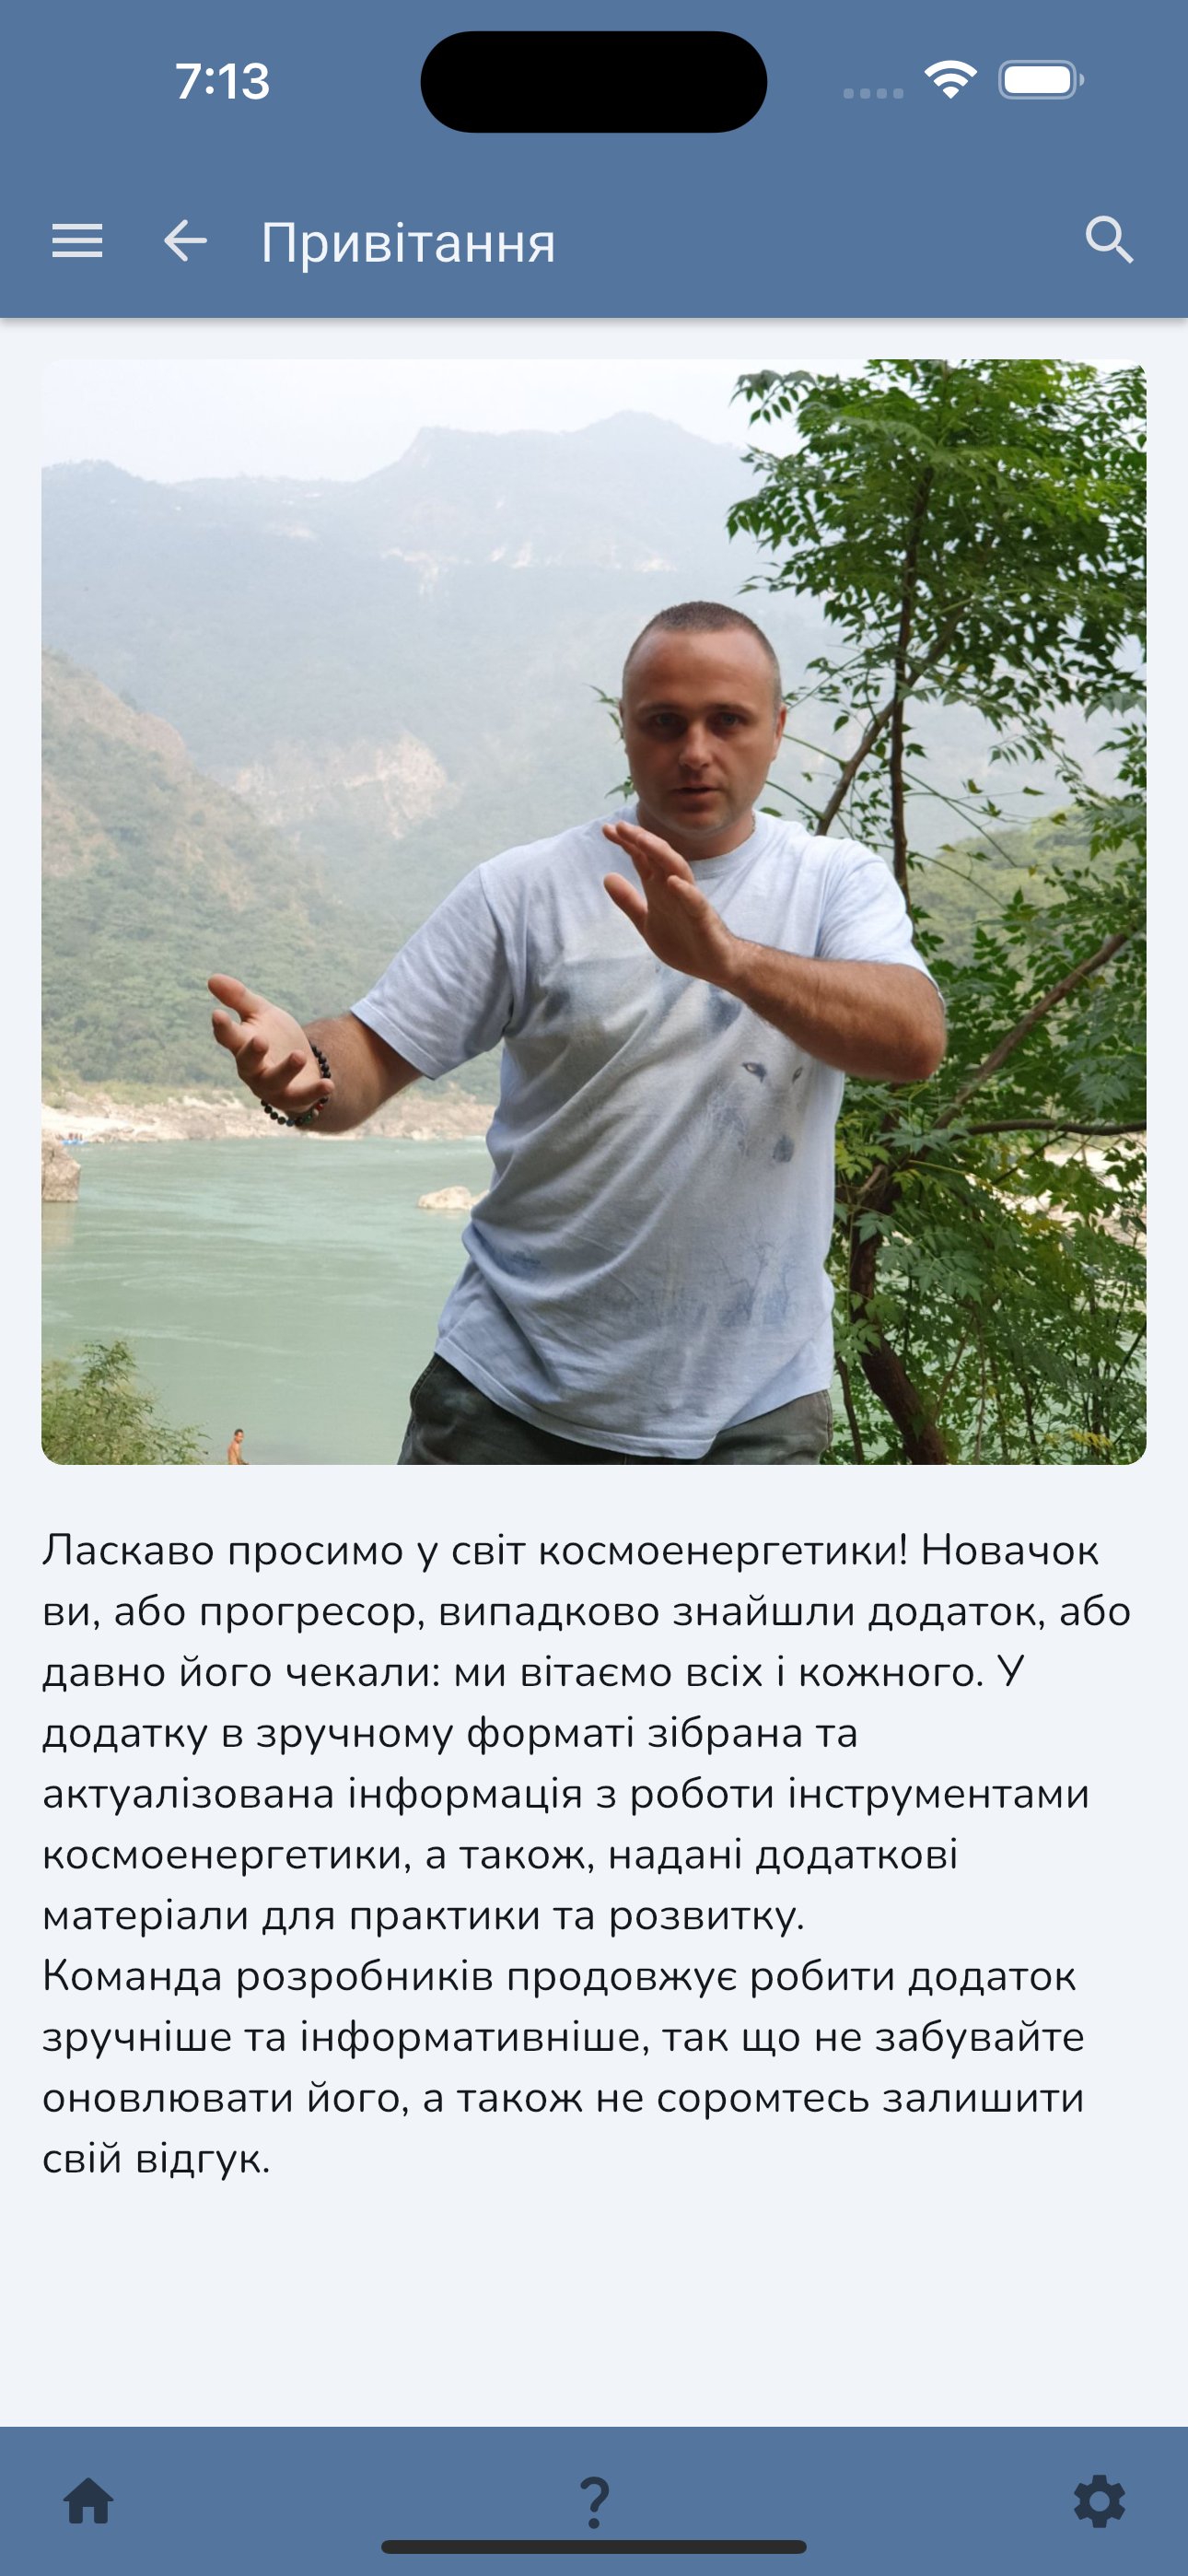 7:13
Привітання
Ласкаво просимо у світ космоенергетики! Новачок
ви, або прогресор, випадково знайшли додаток, або
давно його чекали: ми вітаємо всіх і кожного. У
додатку в зручному форматі зібрана та
актуалізована інформація з роботи інструментами
космоенергетики, а також, надані додаткові
матеріали для практики та розвитку.
Команда розробників продовжує робити додаток
зручніше та інформативніше, так що не забувайте
оновлювати його, а також не соромтесь залишити
свій відгук.
?